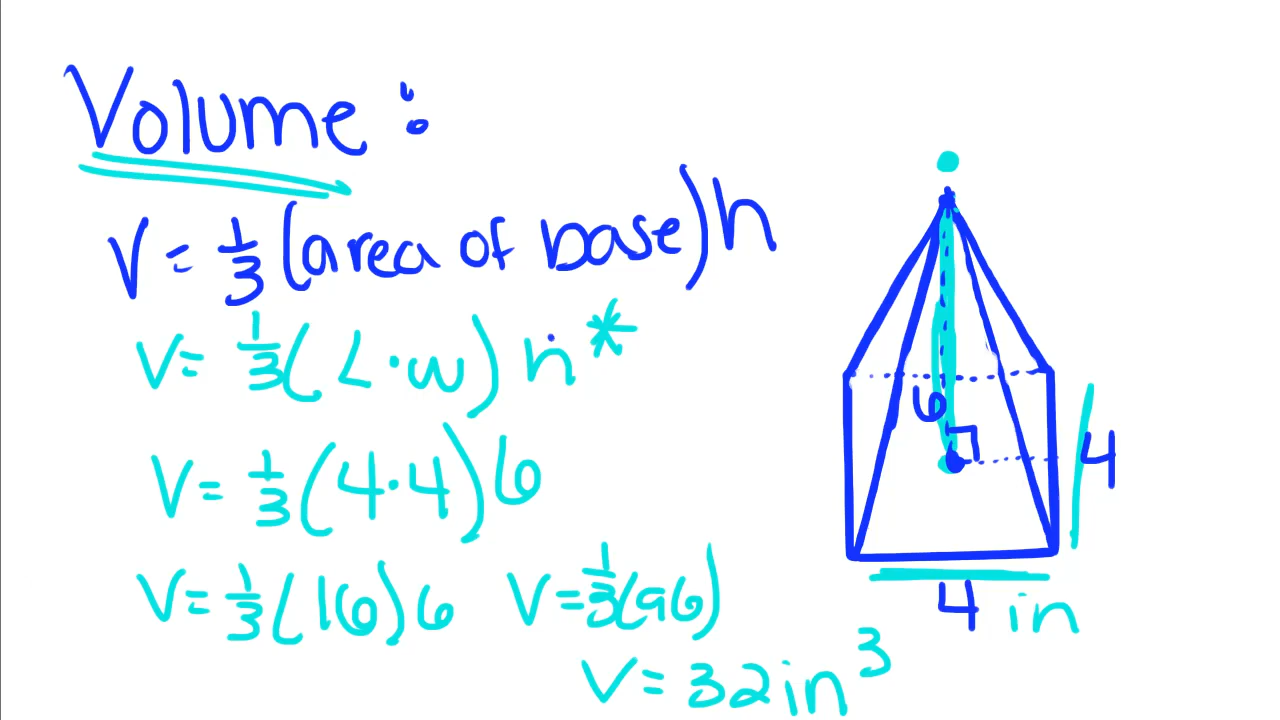 Volume:
V = 1/3 (area of base) h
V = 1/3 (L · w) h *
V = 1/3 (4 · 4) 6
V = 1/3 (16) 6
V = 1/3 (96)
V = 32 in³
6
4
4 in